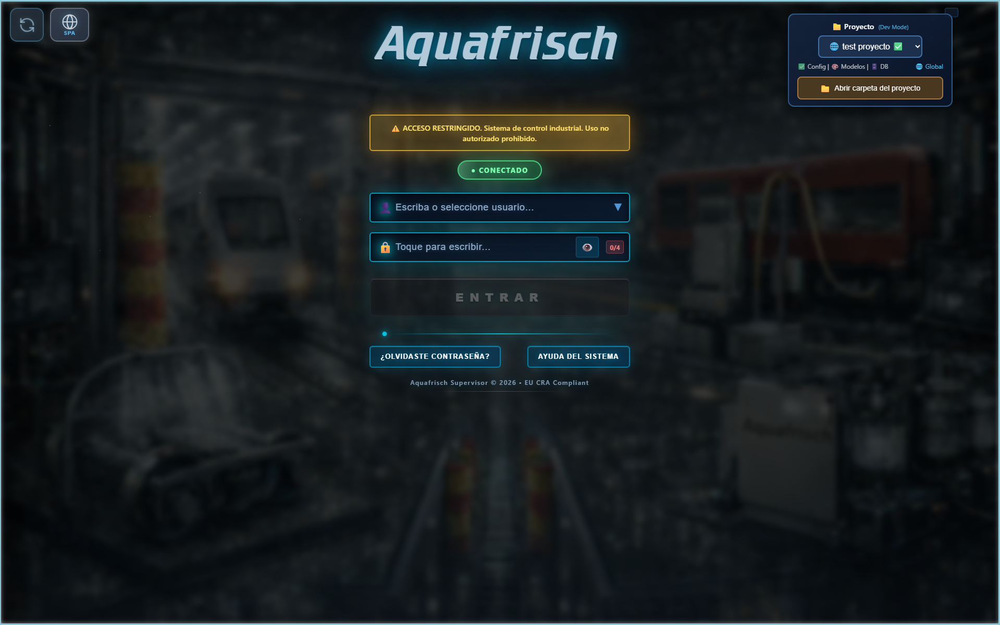 SPA
Aquafrisch
Proyecto (Dev Mode)
test proyecto
Config | Modelos | DB
Global
Abrir carpeta del proyecto
ACCESO RESTRINGIDO. Sistema de control industrial. Uso no
autorizado prohibido.
● CONECTADO
Escriba o seleccione usuario...
Toque para escribir...
0/4
ENTRAR
¿OLVIDASTE CONTRASEÑA?
AYUDA DEL SISTEMA
Aquafrisch Supervisor © 2026 • EU CRA Compliant
Aquafrisch